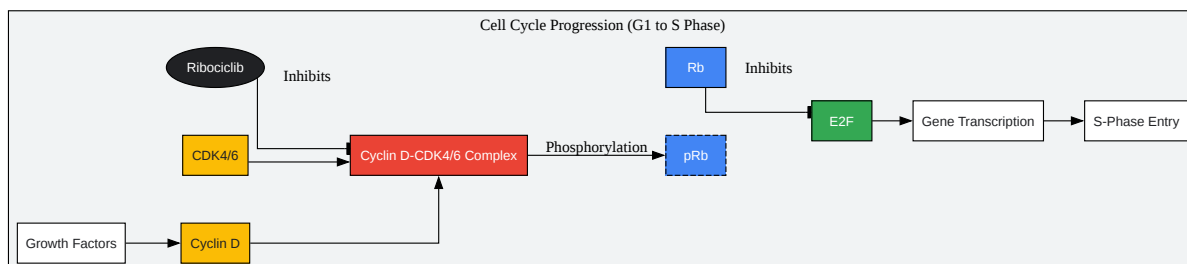 Cell Cycle Progression (G1 to S Phase)
Ribociclib
Inhibits
Rb
Inhibits
E2F
Gene Transcription
S-Phase Entry
CDK4/6
Cyclin D-CDK4/6 Complex
Phosphorylation
pRb
Growth Factors
Cyclin D